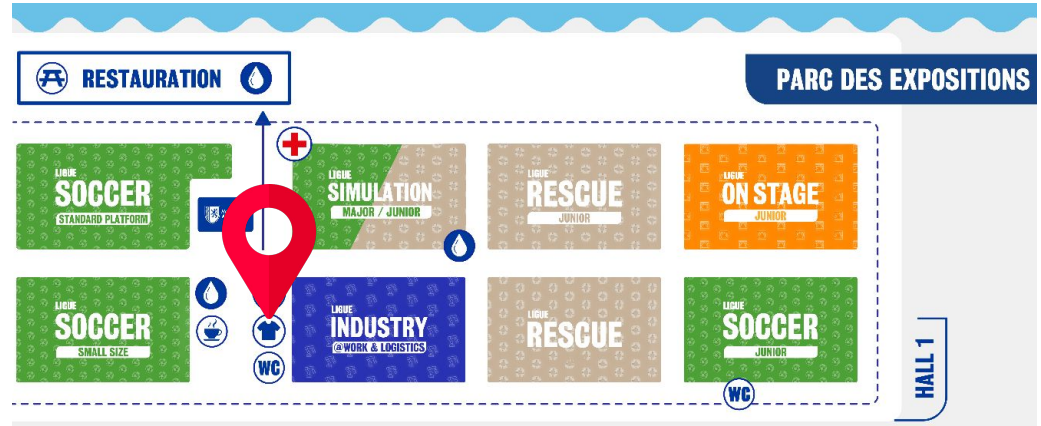 RESTAURATION
PARC DES EXPOSITIONS
LIGUE
SOCCER
STANDARD PLATFORM
LIGUE
SIMULATION
MAJOR / JUNIOR
LIGUE
RESCUE
JUNIOR
LIGUE
ON STAGE
JUNIOR
LIGUE
SOCCER
SMALL SIZE
WC
LIGUE
INDUSTRY
@WORK & LOGISTICS
LIGUE
RESCUE
LIGUE
SOCCER
JUNIOR
WC
HALL 1